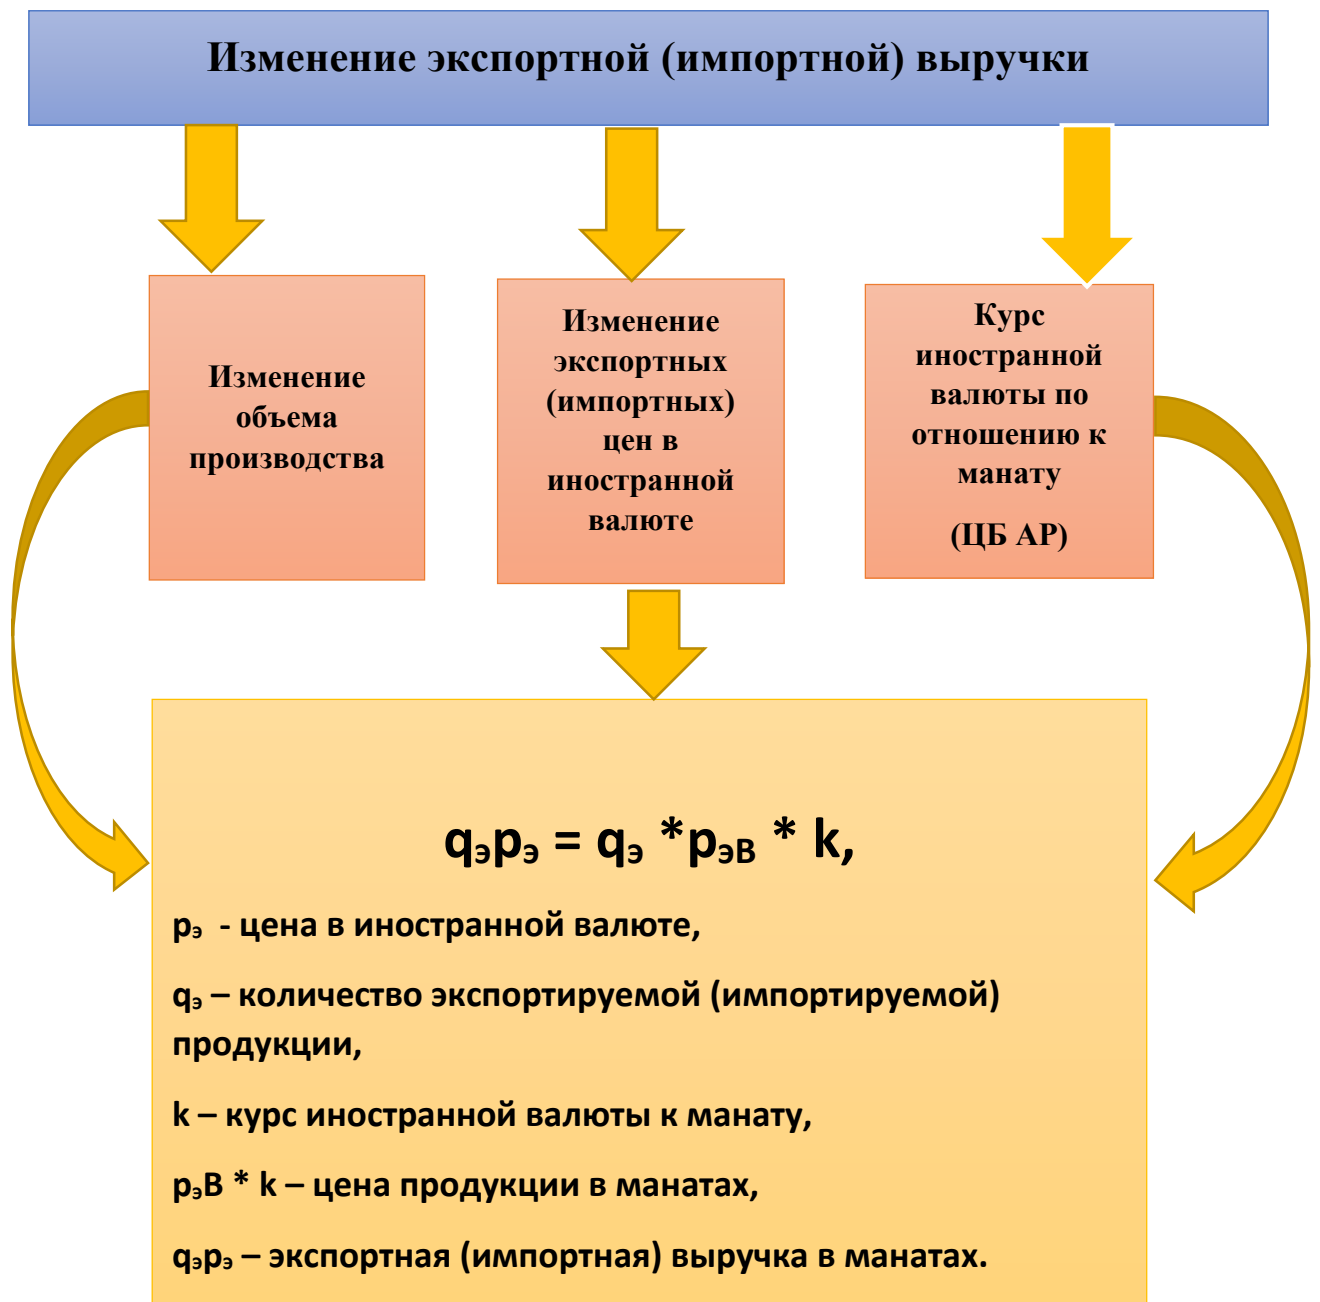 Изменение экспортной (импортной) выручки
Изменение
объема
производства
Изменение
экспортных
(импортных)
цен в
иностранной
валюте
Курс
иностранной
валюты по
отношению к
манату
(ЦБ АР)
qэpэ = qэ *pэВ * k,
pэ - цена в иностранной валюте,
qэ – количество экспортируемой (импортируемой)
продукции,
k – курс иностранной валюты к манату,
pэВ * k – цена продукции в манатах,
qэpэ – экспортная (импортная) выручка в манатах.